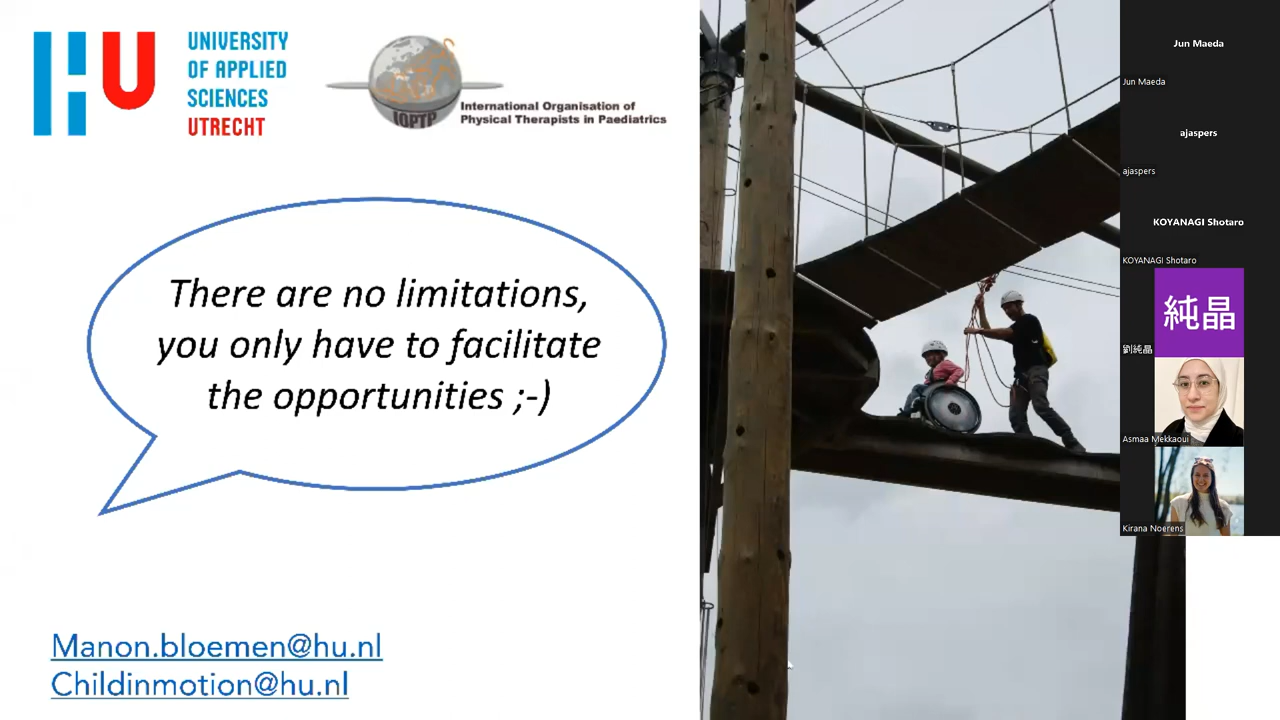 HU
UNIVERSITY
OF APPLIED
SCIENCES
UTRECHT
IOPTP
International Organisation of
Physical Therapists in Paediatrics
There are no limitations,
you only have to facilitate
the opportunities ;-)
Manon.bloemen@hu.nl
Childinmotion@hu.nl
Jun Maeda
Jun Maeda
ajaspers
ajaspers
KOYANAGI Shotaro
KOYANAGI Shotaro
純晶
劉純晶
Asmaa Mekkaoui
Kirana Noerens